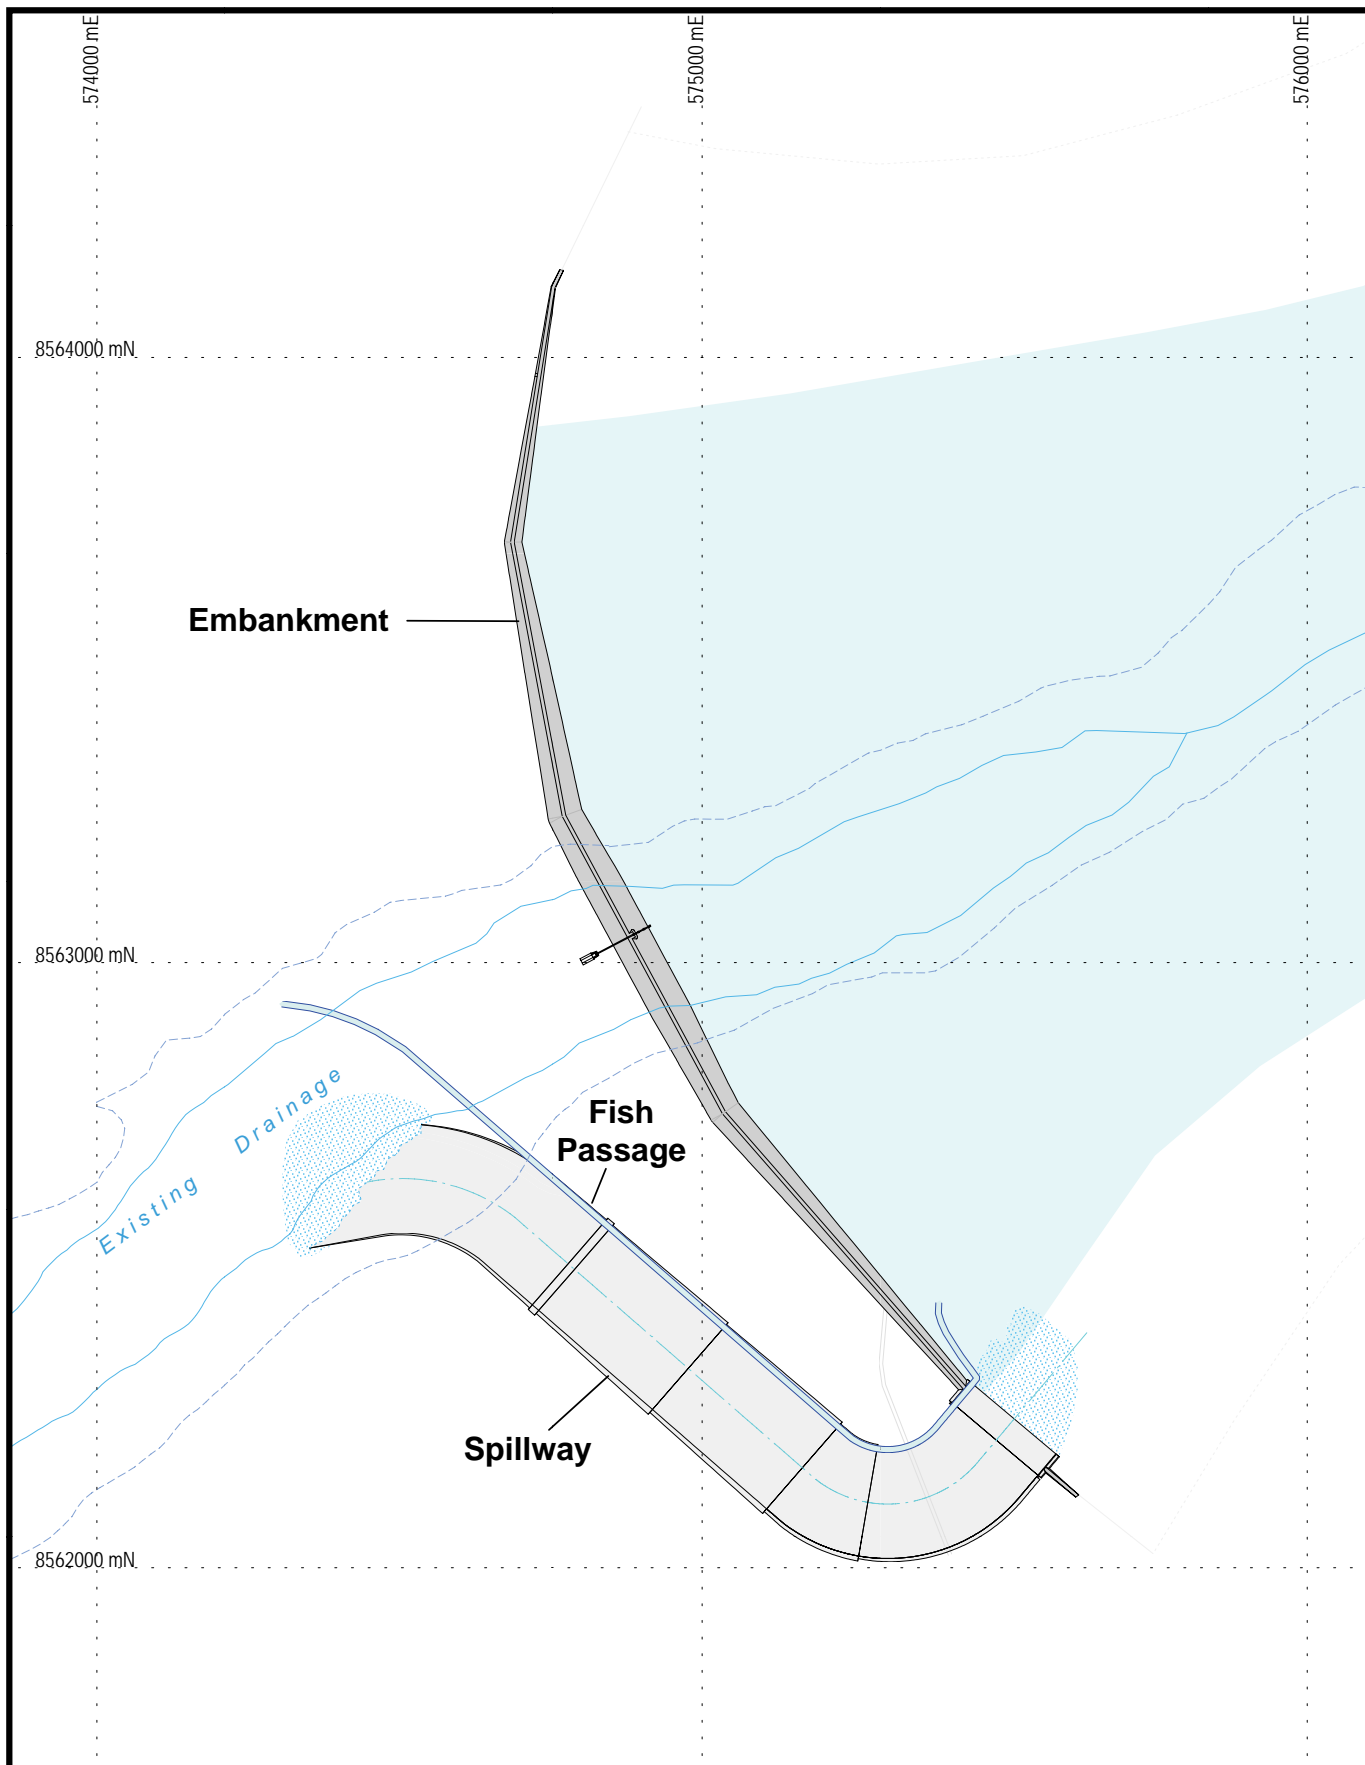 574000 mE
575000 mE
576000 mE
8564000 mN
Embankment
8563000 mN
Existing Drainage
Fish
Passage
Spillway
8562000 mN